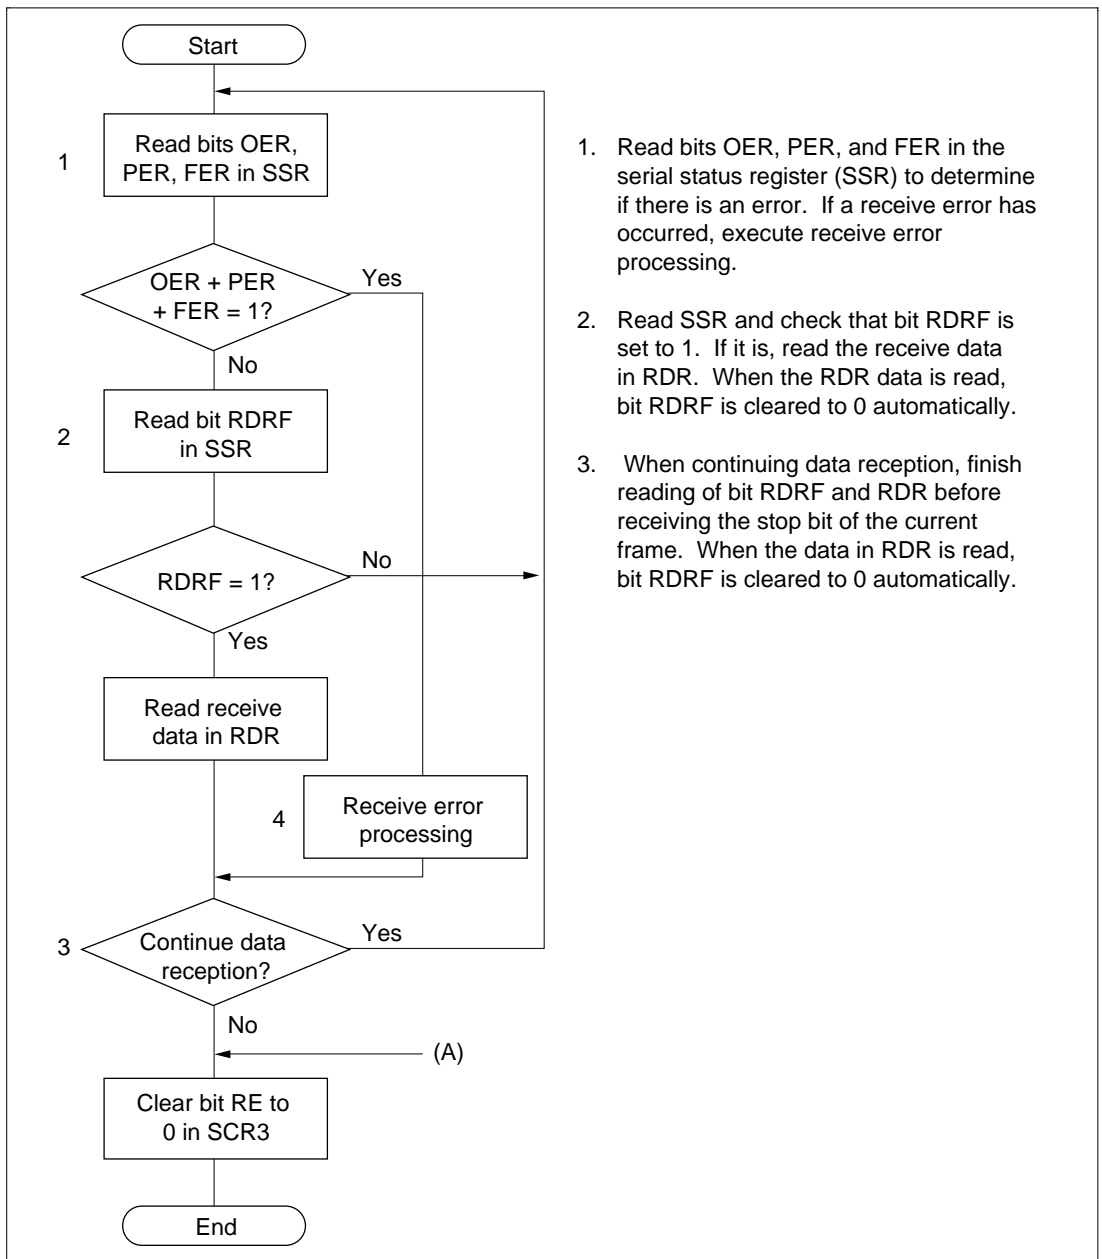 Start
1
Read bits OER,
PER, FER in SSR
OER + PER
+ FER = 1?
Yes
No
2
Read bit RDRF
in SSR
RDRF = 1?
No
Yes
Read receive
data in RDR
4
Receive error
processing
3
Continue data
reception?
Yes
No
(A)
Clear bit RE to
0 in SCR3
End
1. Read bits OER, PER, and FER in the
serial status register (SSR) to determine
if there is an error. If a receive error has
occurred, execute receive error
processing.
2. Read SSR and check that bit RDRF is
set to 1. If it is, read the receive data
in RDR. When the RDR data is read,
bit RDRF is cleared to 0 automatically.
3. When continuing data reception, finish
reading of bit RDRF and RDR before
receiving the stop bit of the current
frame. When the data in RDR is read,
bit RDRF is cleared to 0 automatically.